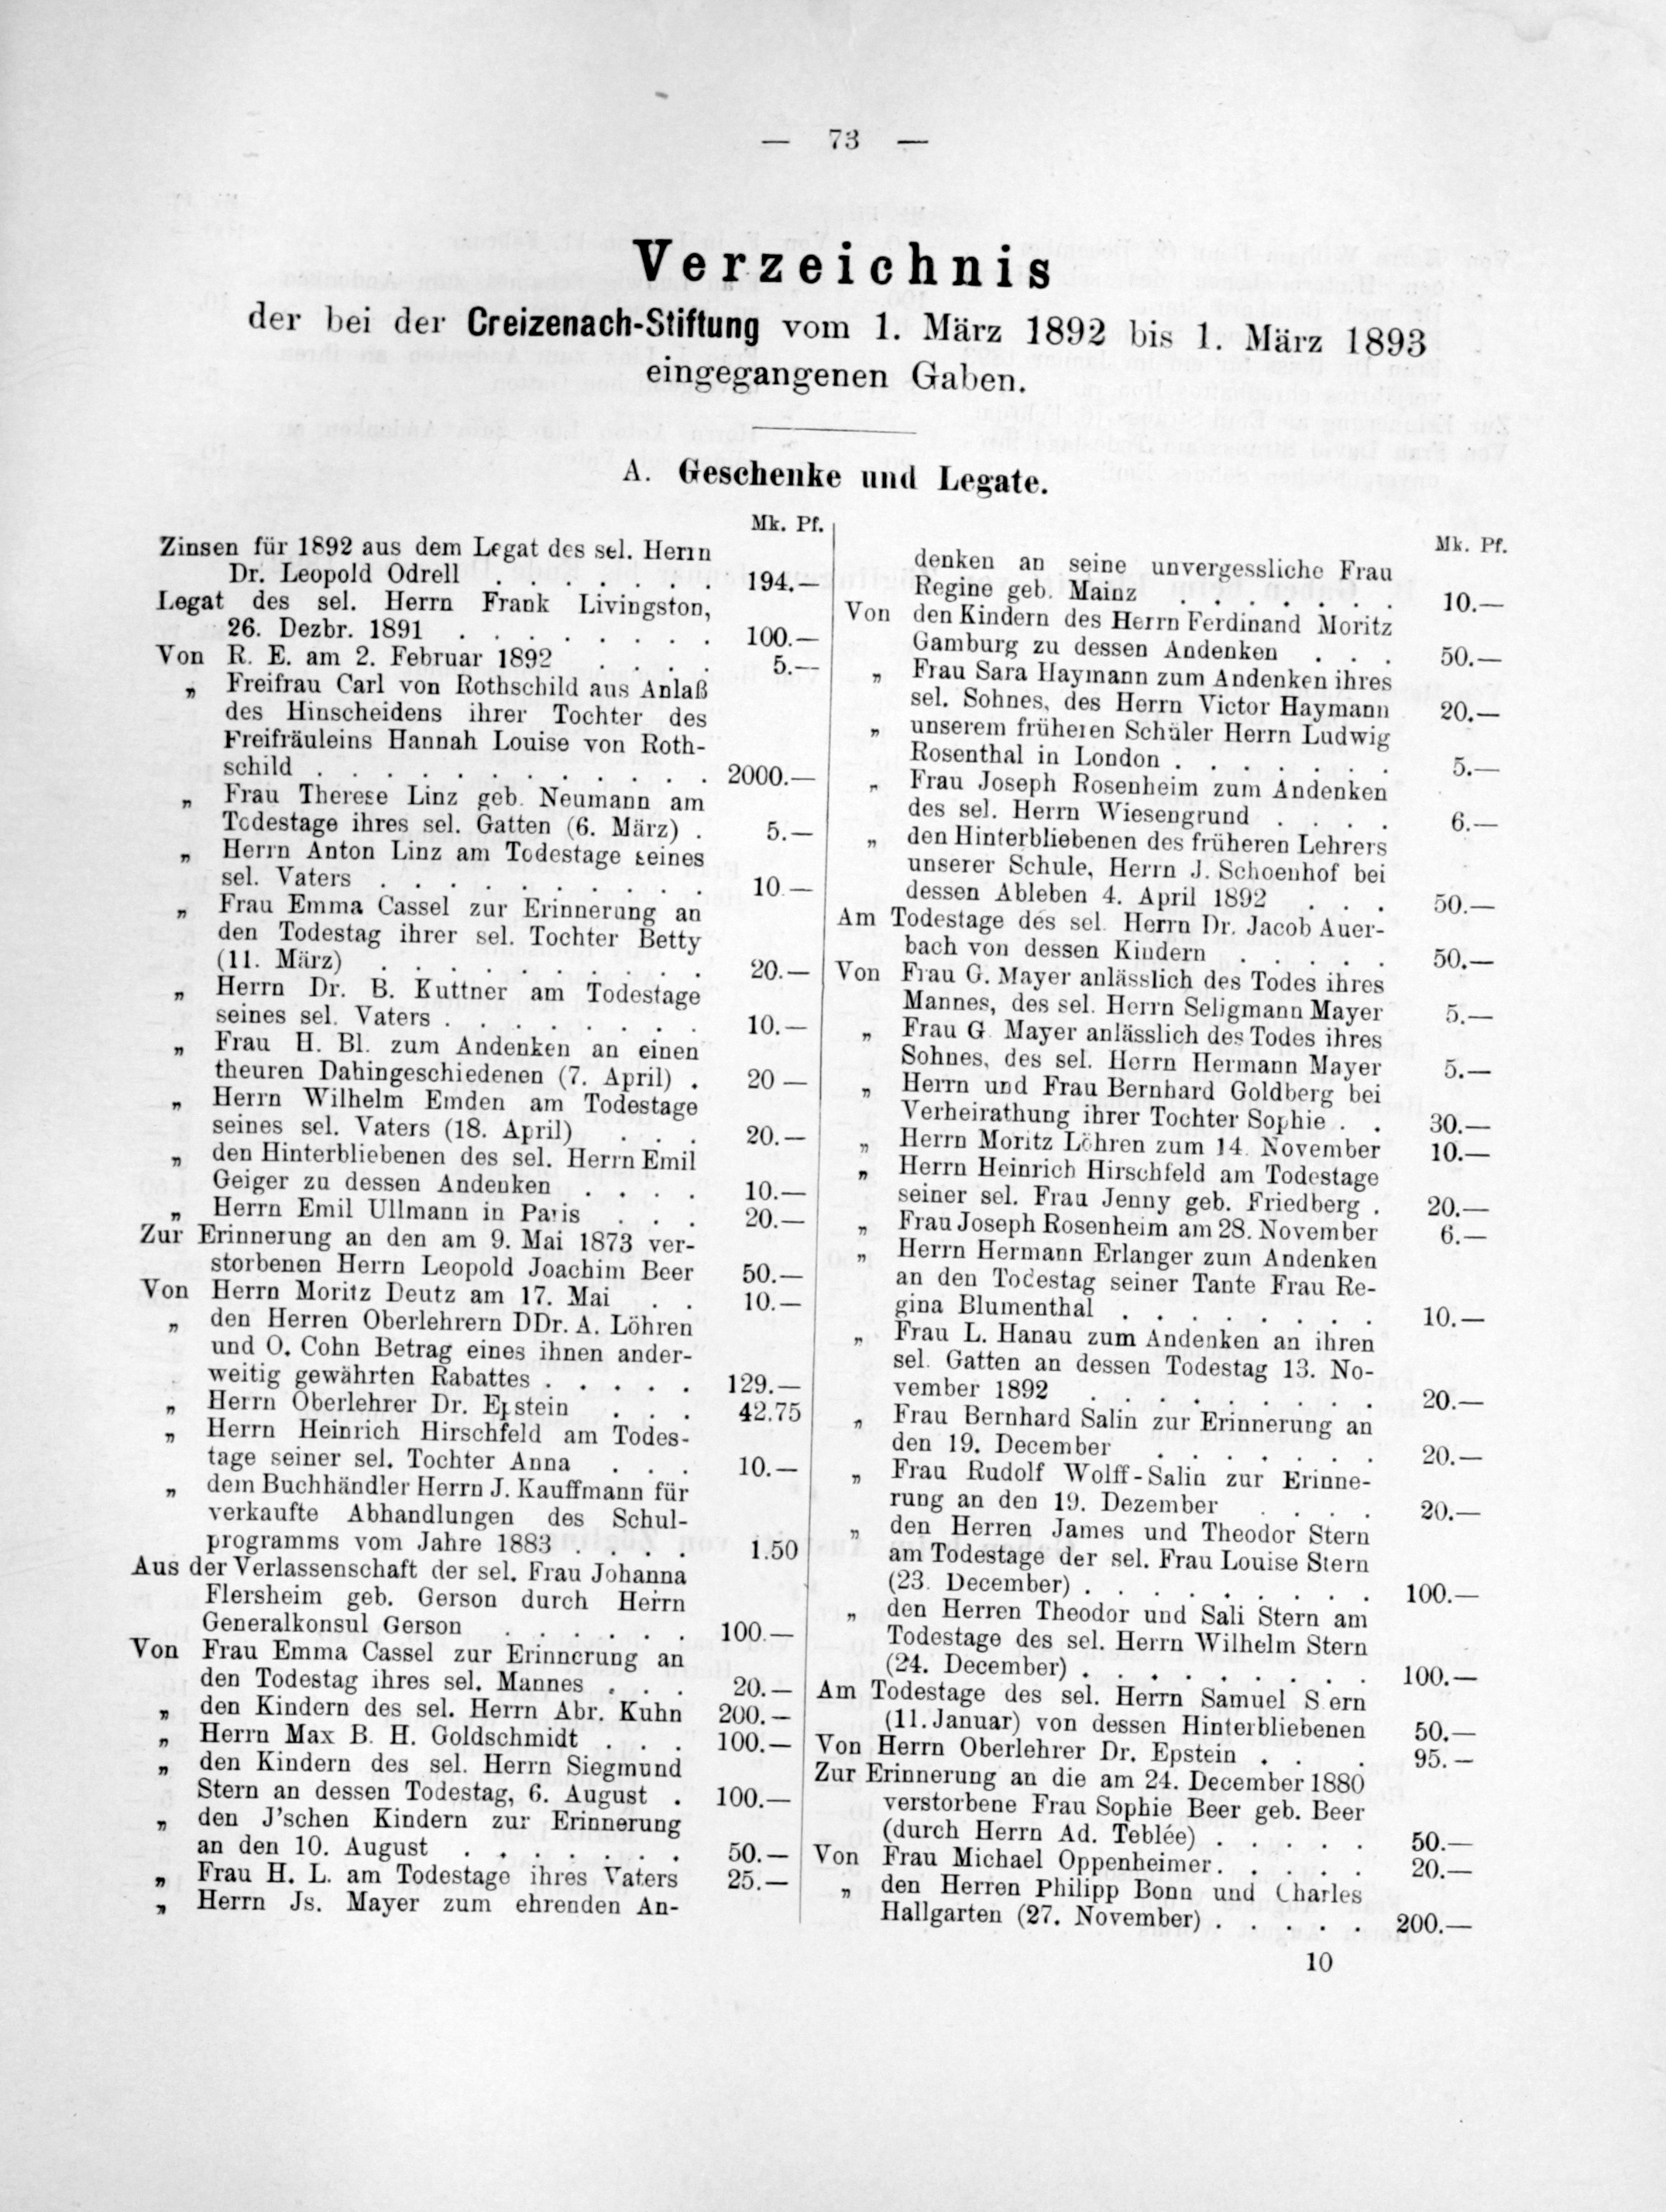 — 73 —
Verzeichnis
der bei der Creizenach-Stiftung vom 1. März 1892 bis 1. März 1893
eingegangenen Gaben.
A. Geschenke und Legate.
Mk. Pf.
Zinsen für 1892 aus dem Legat des sel. Herrn
Dr. Leopold Odrell . . . . . . . 194.—
Legat des sel. Herrn Frank Livingston,
26. Dezbr. 1891 . . . . . . . . 100.—
Von R. E. am 2. Februar 1892 . . . . 5.—
„ Freifrau Carl von Rothschild aus Anlaß
des Hinscheidens ihrer Tochter des
Freifräuleins Hannah Louise von Roth-
schild . . . . . . . . . . . . 2000.—
„ Frau Therese Linz geb. Neumann am
Todestage ihres sel. Gatten (6. März) . 5.—
„ Herrn Anton Linz am Todestage seines
sel. Vaters . . . . . . . . . . 10.—
„ Frau Emma Cassel zur Erinnerung an
den Todestag ihrer sel. Tochter Betty
(11. März) . . . . . . . . . . 20.—
„ Herrn Dr. B. Kuttner am Todestage
seines sel. Vaters . . . . . . . . 10.—
„ Frau H. Bl. zum Andenken an einen
theuren Dahingeschiedenen (7. April) . 20 —
„ Herrn Wilhelm Emden am Todestage
seines sel. Vaters (18. April) . . . 20.—
„ den Hinterbliebenen des sel. Herrn Emil
Geiger zu dessen Andenken . . . . 10.—
„ Herrn Emil Ullmann in Paris . . . 20.—
Zur Erinnerung an den am 9. Mai 1873 ver-
storbenen Herrn Leopold Joachim Beer 50.—
Von Herrn Moritz Deutz am 17. Mai . . 10.—
„ den Herren Oberlehrern DDr. A. Löhren
und O. Cohn Betrag eines ihnen ander-
weitig gewährten Rabattes . . . . . 129.—
„ Herrn Oberlehrer Dr. Epstein . . . 42.75
„ Herrn Heinrich Hirschfeld am Todes-
tage seiner sel. Tochter Anna . . . 10.—
„ dem Buchhändler Herrn J. Kauffmann für
verkaufte Abhandlungen des Schul-
programms vom Jahre 1883 . . . . 1.50
Aus der Verlassenschaft der sel. Frau Johanna
Flersheim geb. Gerson durch Herrn
Generalkonsul Gerson . . . . . . 100.—
Von Frau Emma Cassel zur Erinnerung an
den Todestag ihres sel. Mannes . . . 20.—
„ den Kindern des sel. Herrn Abr. Kuhn 200.—
„ Herrn Max B. H. Goldschmidt . . . 100.—
„ den Kindern des sel. Herrn Siegmund
Stern an dessen Todestag, 6. August . 100.—
„ den J'schen Kindern zur Erinnerung
an den 10. August . . . . . . . 50.—
„ Frau H. L. am Todestage ihres Vaters 25.—
„ Herrn Js. Mayer zum ehrenden An-
Mk. Pf.
denken an seine unvergessliche Frau
Regine geb. Mainz . . . . . . . 10.—
Von den Kindern des Herrn Ferdinand Moritz
Gamburg zu dessen Andenken . . . 50.—
„ Frau Sara Haymann zum Andenken ihres
sel. Sohnes, des Herrn Victor Haymann 20.—
„ unserem früheren Schüler Herrn Ludwig
Rosenthal in London . . . . . . . 5.—
„ Frau Joseph Rosenheim zum Andenken
des sel. Herrn Wiesengrund . . . . 6.—
„ den Hinterbliebenen des früheren Lehrers
unserer Schule, Herrn J. Schoenhof bei
dessen Ableben 4. April 1892 . . . 50.—
Am Todestage des sel. Herrn Dr. Jacob Auer-
bach von dessen Kindern . . . . . 50.—
Von Frau G. Mayer anlässlich des Todes ihres
Mannes, des sel. Herrn Seligmann Mayer 5.—
„ Frau G. Mayer anlässlich des Todes ihres
Sohnes, des sel. Herrn Hermann Mayer 5.—
„ Herrn und Frau Bernhard Goldberg bei
Verheirathung ihrer Tochter Sophie . . 30.—
„ Herrn Moritz Löhren zum 14. November 10.—
„ Herrn Heinrich Hirschfeld am Todestage
seiner sel. Frau Jenny geb. Friedberg . 20.—
„ Frau Joseph Rosenheim am 28. November 6.—
„ Herrn Hermann Erlanger zum Andenken
an den Todestag seiner Tante Frau Re-
gina Blumenthal . . . . . . . . 10.—
„ Frau L. Hanau zum Andenken an ihren
sel. Gatten an dessen Todestag 13. No-
vember 1892 . . . . . . . . . 20.—
„ Frau Bernhard Salin zur Erinnerung an
den 19. December . . . . . . . 20.—
„ Frau Rudolf Wolff-Salin zur Erinne-
rung an den 19. Dezember . . . . 20.—
„ den Herren James und Theodor Stern
am Todestage der sel. Frau Louise Stern
(23. December) . . . . . . . . . 100.—
„ den Herren Theodor und Sali Stern am
Todestage des sel. Herrn Wilhelm Stern
(24. December) . . . . . . . . . 100.—
Am Todestage des sel. Herrn Samuel S ern
(11. Januar) von dessen Hinterbliebenen 50.—
Von Herrn Oberlehrer Dr. Epstein . . . 95.—
Zur Erinnerung an die am 24. December 1880
verstorbene Frau Sophie Beer geb. Beer
(durch Herrn Ad. Teblée) . . . . . 50.—
Von Frau Michael Oppenheimer . . . . . 20.—
„ den Herren Philipp Bonn und Charles
Hallgarten (27. November) . . . . . 200.—
10